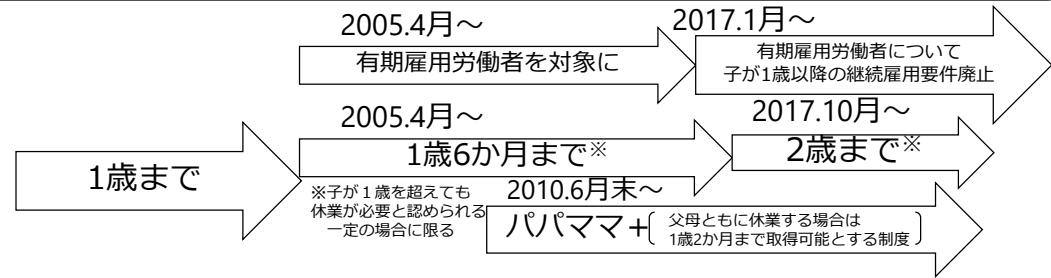 2005.4月～
2017.1月～
有期雇用労働者を対象に
有期雇用労働者について
子が1歳以降の継続雇用要件廃止
2005.4月～
2017.10月～
1歳まで
1歳6か月まで※
2歳まで※
※子が１歳を超えても
休業が必要と認められる
一定の場合に限る
2010.6月末～
パパママ＋
父母ともに休業する場合は
1歳2か月まで取得可能とする制度